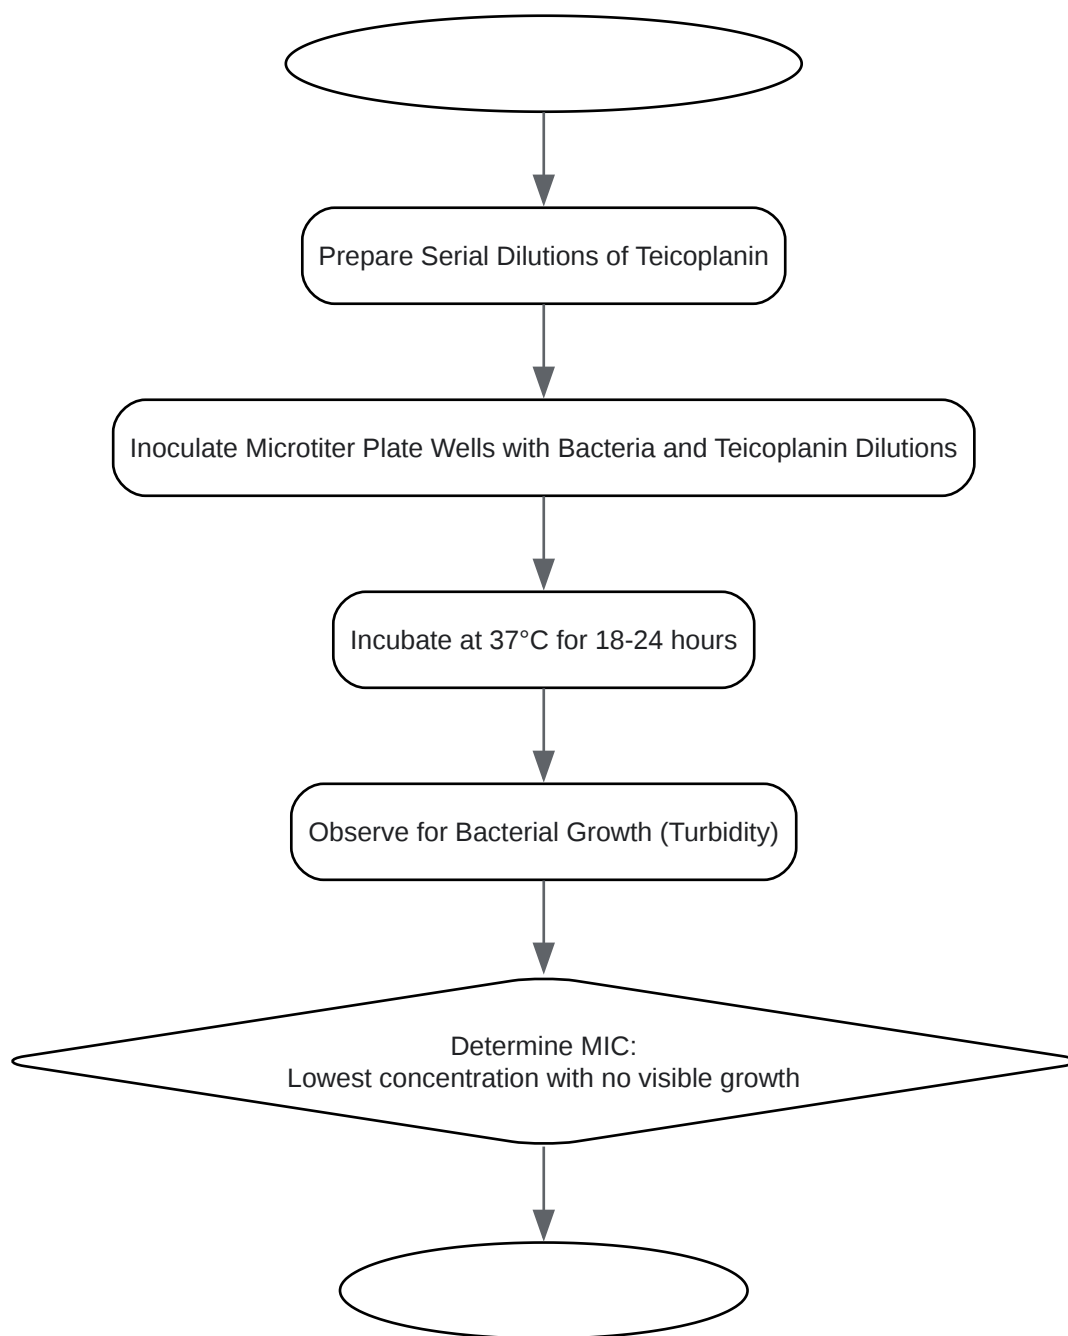 Prepare Serial Dilutions of Teicoplanin
Inoculate Microtiter Plate Wells with Bacteria and Teicoplanin Dilutions
Incubate at 37°C for 18-24 hours
Observe for Bacterial Growth (Turbidity)
Determine MIC:
Lowest concentration with no visible growth